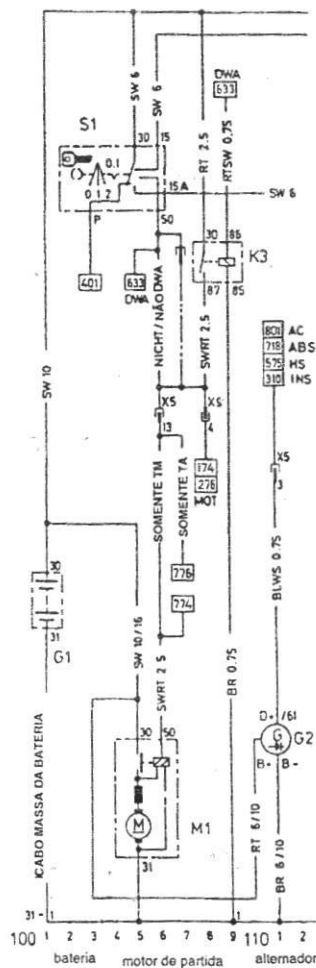 SW 6
SW 6
RT 2.5
DWA
633
RTSW 0,75
S1
30
15
0.1
0 1 2
15A
SW 6
P
50
30
86
K3
87
85
401
633
DWA
NICHT/NÃO DWA
SWRT 2.5
801 AC
718 ABS
575 HS
310 INS
SW 10
X5
13
X5
4
X5
3
174
276
MOT
SOMENTE TM
SOMENTE TA
776
774
BLWS 0.75
30
31
G1
SW 10/16
SWRT 2 5
BR 0.75
D+/61
G
G2
B+
B-
30
50
M
M1
31
CABO MASSA DA BATERIA
RT 6/10
BR 6/10
31-
1
1
100 1 2 3 4 5 6 7 8 9 110 1 2
bateria motor de partida alternador